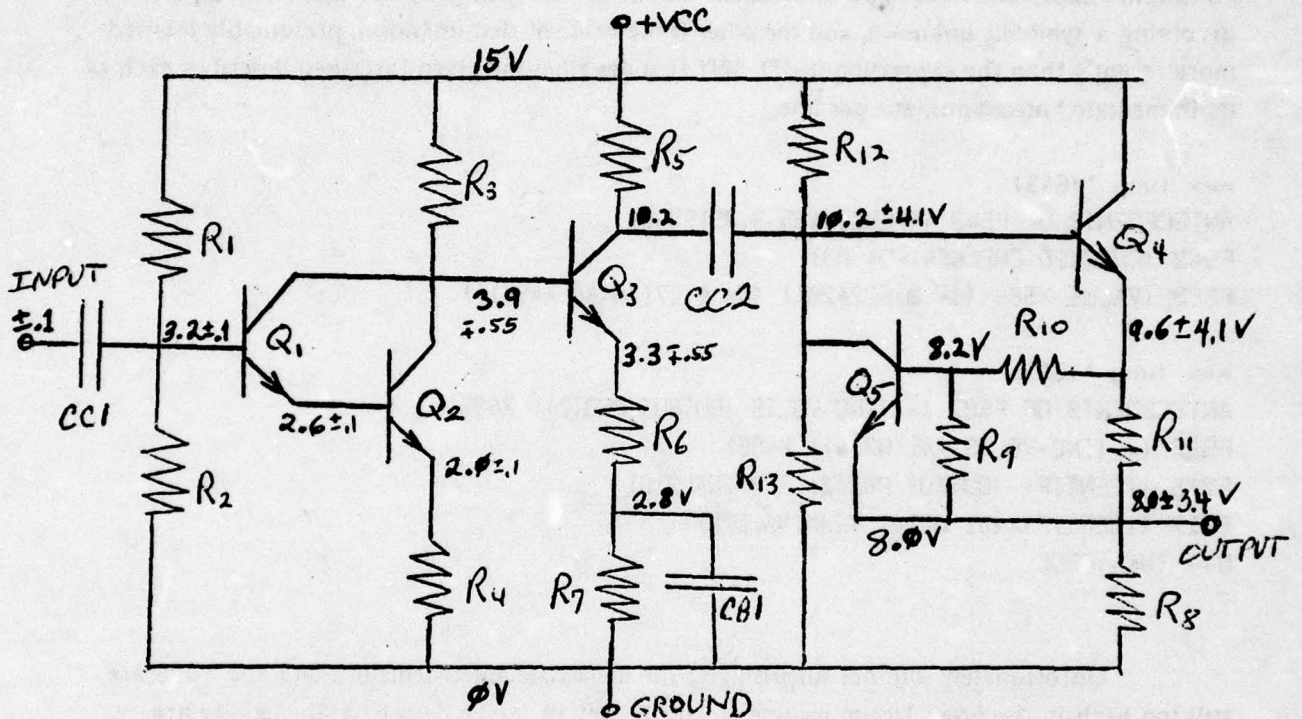 +VCC
15V
R1
R3
R5
R12
10.2
10.2 ± 4.1V
Q4
INPUT
±.1
3.2±.1
Q1
3.9
∓.55
Q3
CC2
9.6±4.1V
CC1
2.6±.1
Q2
3.3∓.55
Q5
8.2V
R10
R2
2.0±.1
R6
R13
R9
R11
2.8V
8.0V
8.0±3.4V
OUTPUT
R4
R7
CB1
R8
0V
GROUND